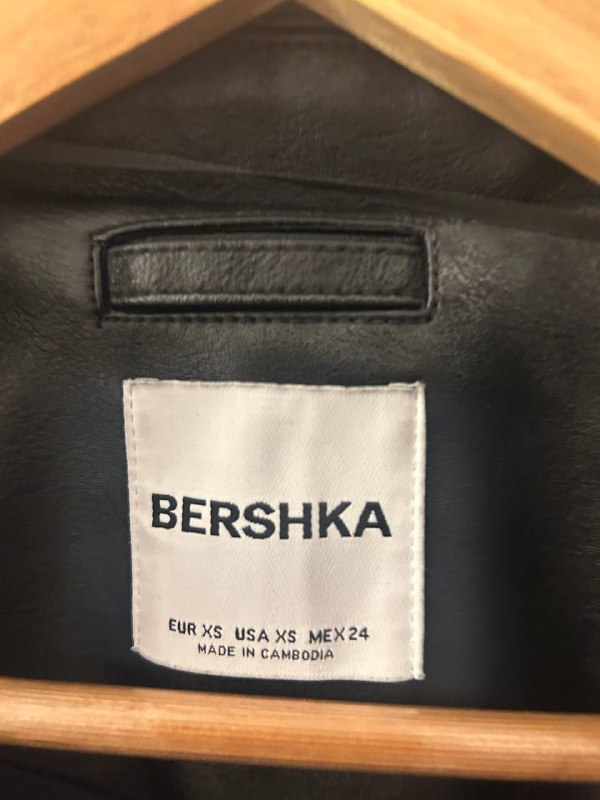 BERSHKA
EUR XS USA XS MEX 24
MADE IN CAMBODIA